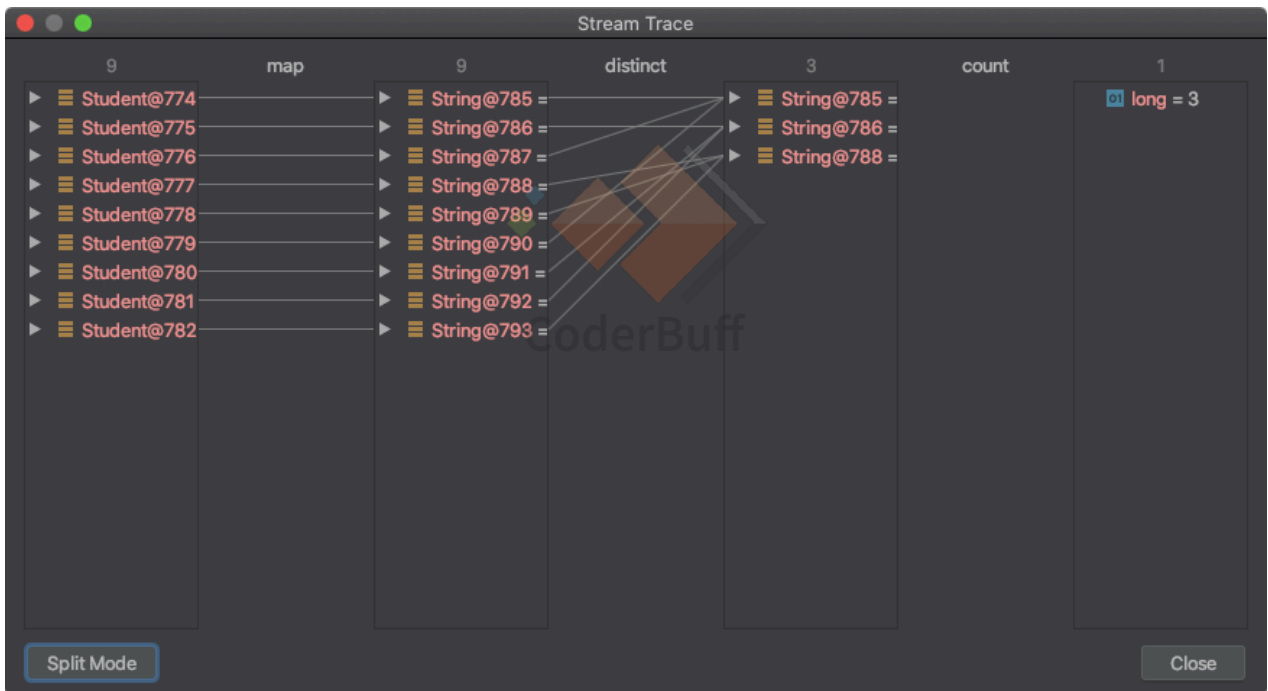 Stream Trace
9 map 9 distinct 3 count 1
Student@774 String@785 = String@785 = 01 long = 3
Student@775 String@786 = String@786 =
Student@776 String@787 = String@788 =
Student@777 String@788 =
Student@778 String@789 =
Student@779 String@790 =
Student@780 String@791 =
Student@781 String@792 =
Student@782 String@793 =
CoderBuff
Split Mode Close